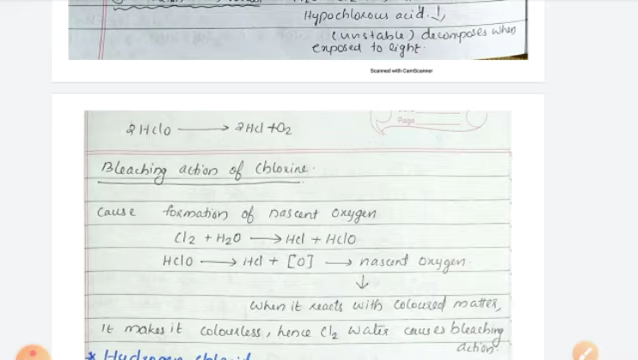 Hypochlorous acid.
(unstable) decomposes when
exposed to light.
Scanned with CamScanner
Page
2HClO ⟶ 2HCl + O2
Bleaching action of chlorine.
cause formation of nascent oxygen
Cl2 + H2O ⟶ HCl + HClO
HClO ⟶ HCl + [O] ⟶ nascent oxygen
↓
when it reacts with coloured matter,
It makes it colourless, hence Cl2 water causes bleaching
action.
* Hydrogen chlorid